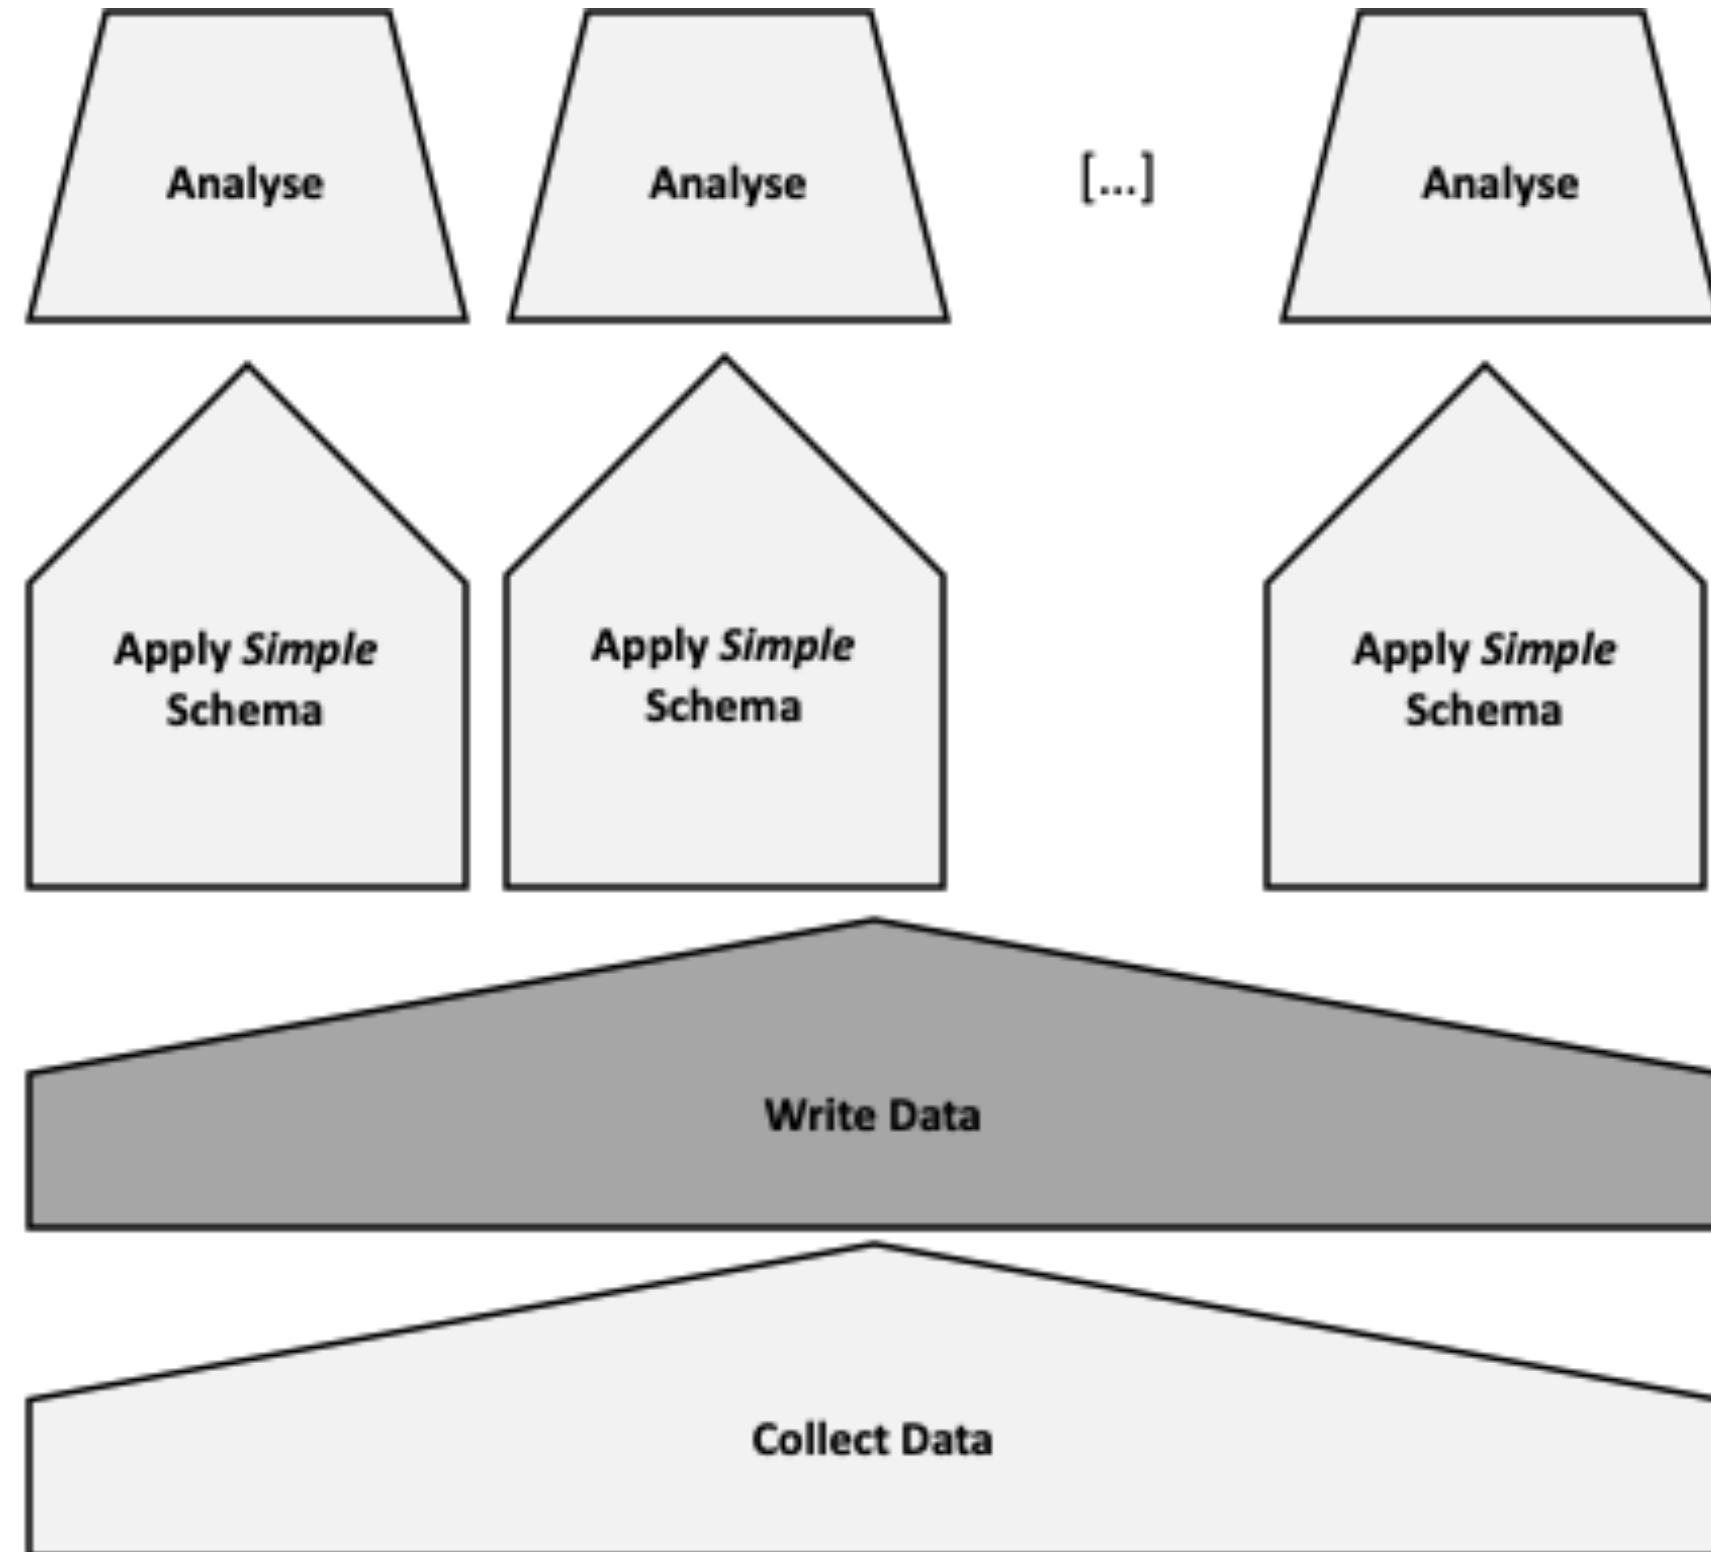 Analyse
Analyse
[...]
Analyse
Apply Simple
Schema
Apply Simple
Schema
Apply Simple
Schema
Write Data
Collect Data